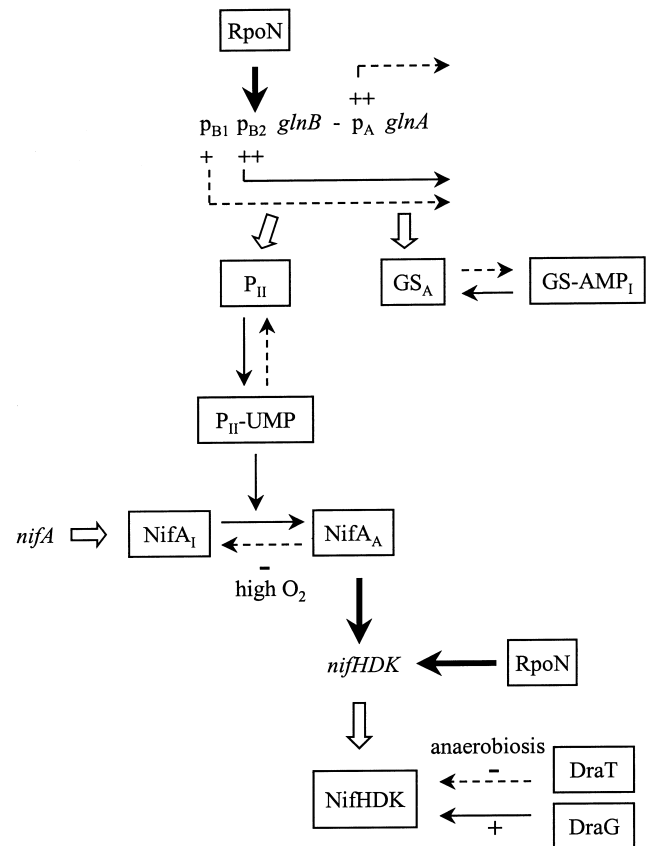 RpoN
++
pB1 pB2 glnB - pA glnA
+ ++
PII
GSA
GS-AMPI
PII-UMP
nifA
NifAI
NifAA
-
high O2
nifHDK
RpoN
anaerobiosis
-
NifHDK
DraT
+
DraG